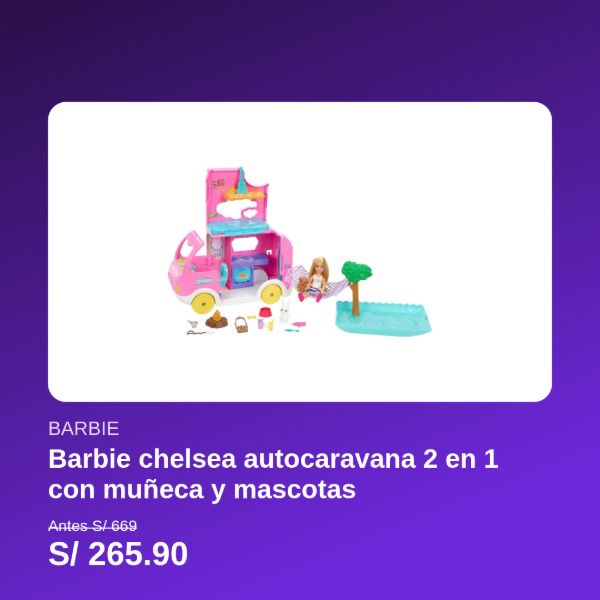 BARBIE
Barbie chelsea autocaravana 2 en 1
con muñeca y mascotas
Antes S/ 669
S/ 265.90